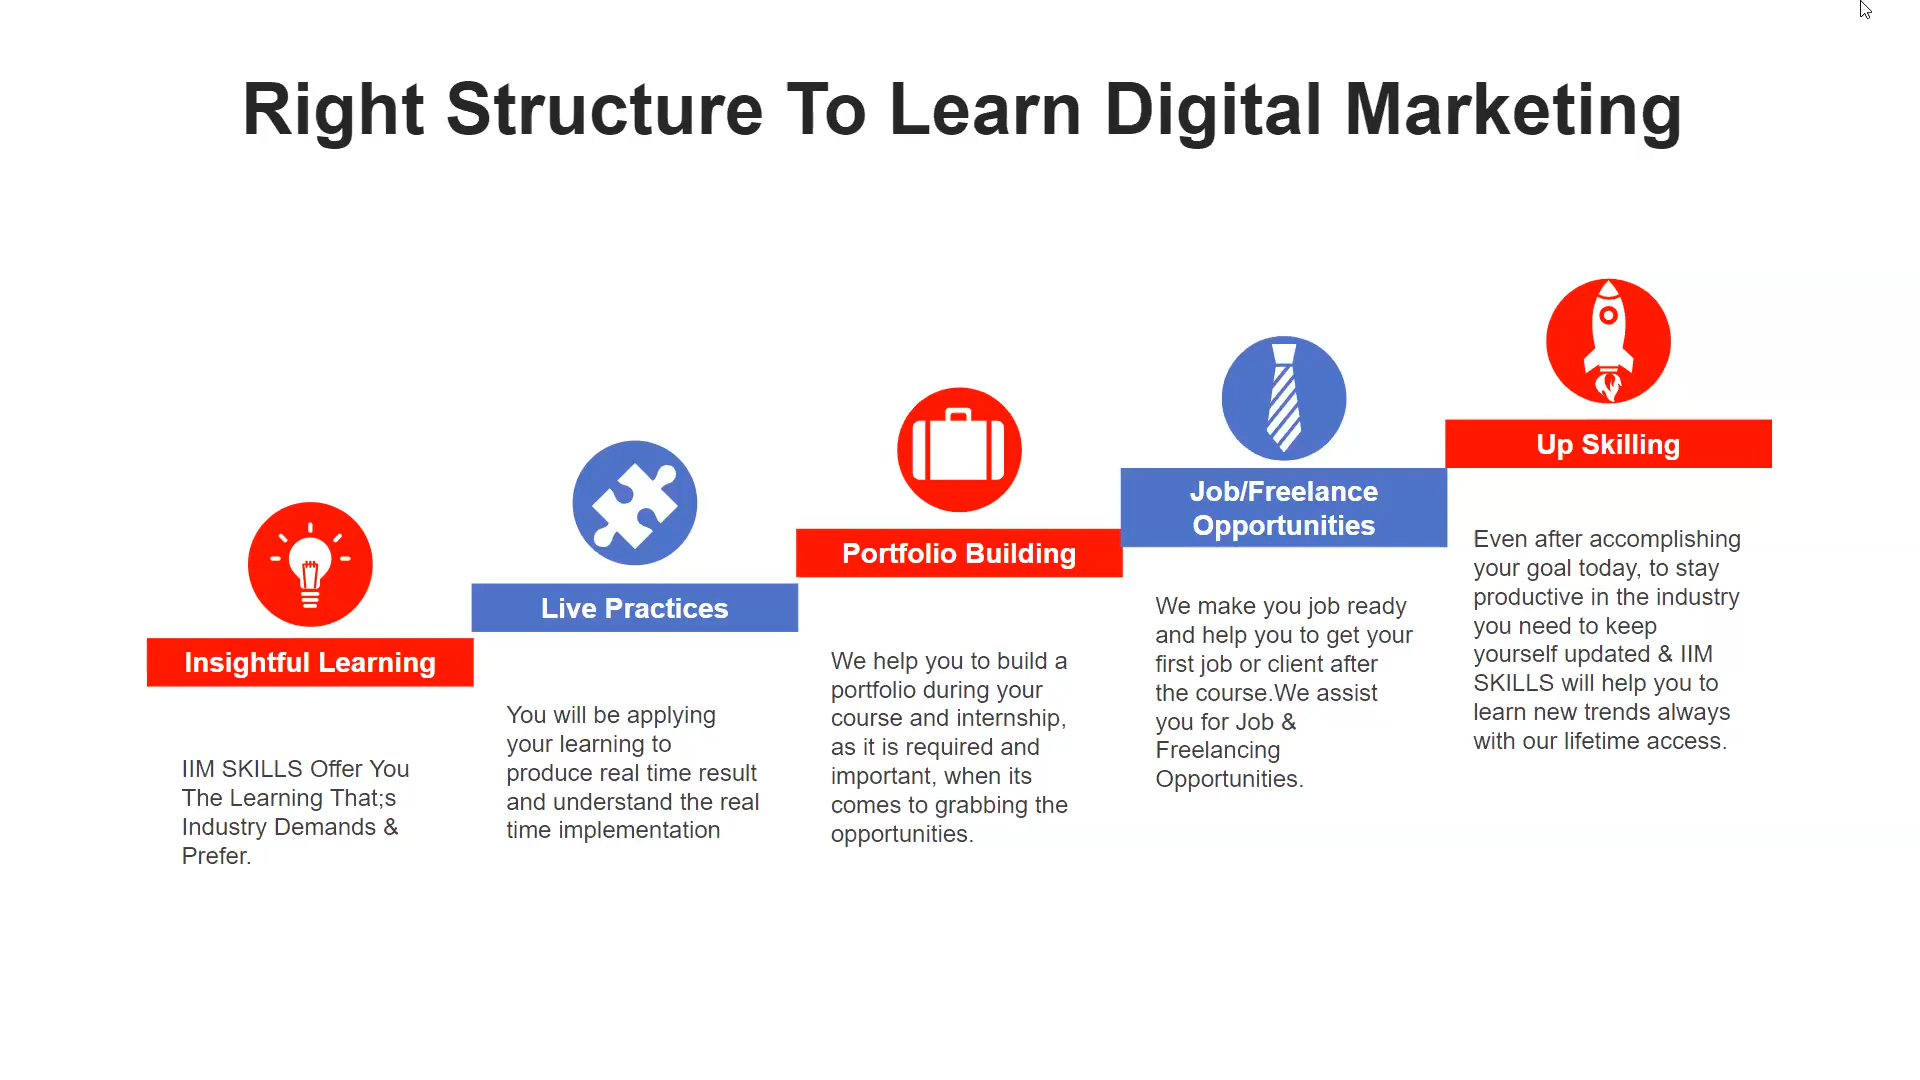 Right Structure To Learn Digital Marketing
Insightful Learning
IIM SKILLS Offer You
The Learning That;s
Industry Demands &
Prefer.
Live Practices
You will be applying
your learning to
produce real time result
and understand the real
time implementation
Portfolio Building
We help you to build a
portfolio during your
course and internship,
as it is required and
important, when its
comes to grabbing the
opportunities.
Job/Freelance
Opportunities
We make you job ready
and help you to get your
first job or client after
the course.We assist
you for Job &
Freelancing
Opportunities.
Up Skilling
Even after accomplishing
your goal today, to stay
productive in the industry
you need to keep
yourself updated & IIM
SKILLS will help you to
learn new trends always
with our lifetime access.